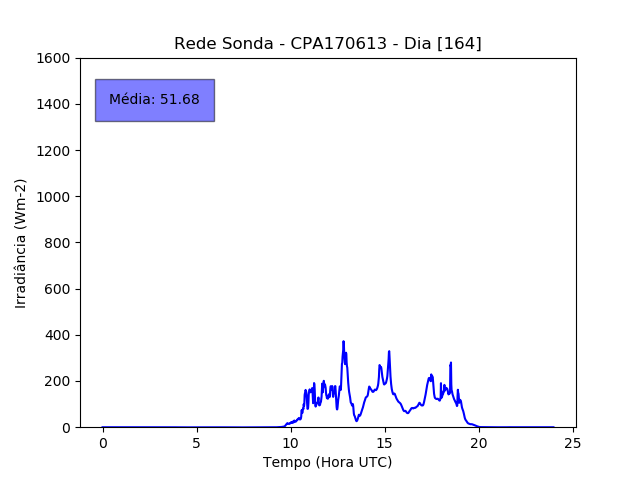 Rede Sonda - CPA170613 - Dia [164]
Média: 51.68
Irradiância (Wm-2)
1600
1400
1200
1000
800
600
400
200
0
0 5 10 15 20 25
Tempo (Hora UTC)